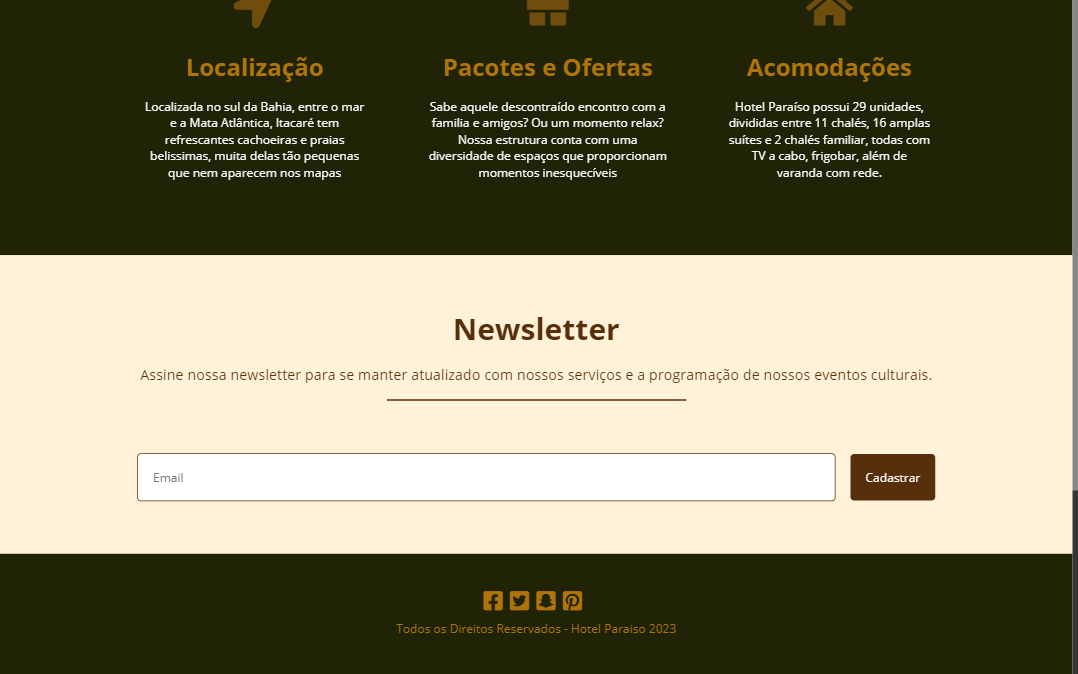 Localização
Localizada no sul da Bahia, entre o mar
e a Mata Atlântica, Itacaré tem
refrescantes cachoeiras e praias
belissimas, muita delas tão pequenas
que nem aparecem nos mapas
Pacotes e Ofertas
Sabe aquele descontraído encontro com a
familia e amigos? Ou um momento relax?
Nossa estrutura conta com uma
diversidade de espaços que proporcionam
momentos inesquecíveis
Acomodações
Hotel Paraíso possui 29 unidades,
divididas entre 11 chalés, 16 amplas
suítes e 2 chalés familiar, todas com
TV a cabo, frigobar, além de
varanda com rede.
Newsletter
Assine nossa newsletter para se manter atualizado com nossos serviços e a programação de nossos eventos culturais.
Email
Cadastrar
Todos os Direitos Reservados - Hotel Paraiso 2023